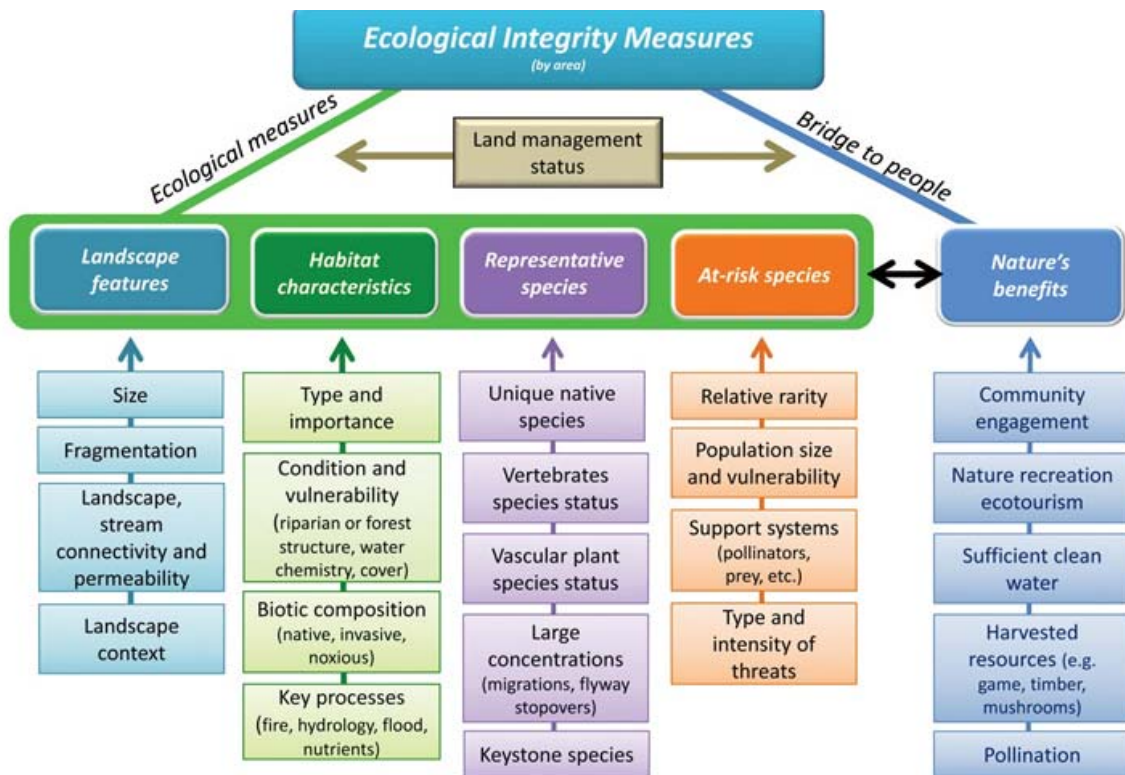 Ecological Integrity Measures
(by area)
Ecological measures
Land management
status
Bridge to people
Landscape
features
Habitat
characteristics
Representative
species
At-risk species
Nature's
benefits
Size
Fragmentation
Landscape,
stream
connectivity and
permeability
Landscape
context
Type and
importance
Condition and
vulnerability
(riparian or forest
structure, water
chemistry, cover)
Biotic composition
(native, invasive,
noxious)
Key processes
(fire, hydrology, flood,
nutrients)
Unique native
species
Vertebrates
species status
Vascular plant
species status
Large
concentrations
(migrations, flyway
stopovers)
Keystone species
Relative rarity
Population size
and vulnerability
Support systems
(pollinators,
prey, etc.)
Type and
intensity of
threats
Community
engagement
Nature recreation
ecotourism
Sufficient clean
water
Harvested
resources (e.g.
game, timber,
mushrooms)
Pollination